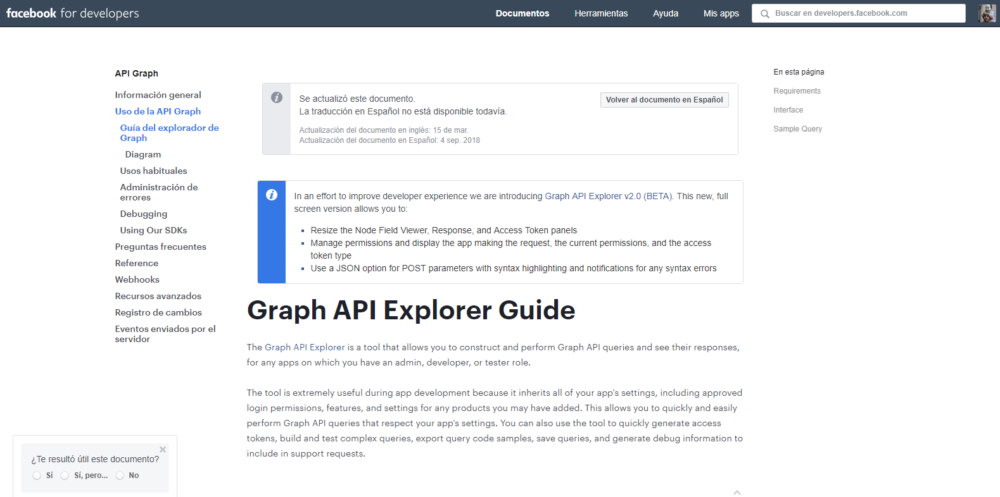 facebook for developers
Documentos
Herramientas
Ayuda
Mis apps
Buscar en developers.facebook.com
API Graph
Información general
Uso de la API Graph
Guía del explorador de
Graph
Diagram
Usos habituales
Administración de
errores
Debugging
Using Our SDKs
Preguntas frecuentes
Reference
Webhooks
Recursos avanzados
Registro de cambios
Eventos enviados por el
servidor
Se actualizó este documento.
La traducción en Español no está disponible todavía.
Volver al documento en Español
Actualización del documento en inglés: 15 de mar.
Actualización del documento en Español: 4 sep. 2018
In an effort to improve developer experience we are introducing Graph API Explorer v2.0 (BETA). This new, full
screen version allows you to:
Resize the Node Field Viewer, Response, and Access Token panels
Manage permissions and display the app making the request, the current permissions, and the access
token type
Use a JSON option for POST parameters with syntax highlighting and notifications for any syntax errors
Graph API Explorer Guide
The Graph API Explorer is a tool that allows you to construct and perform Graph API queries and see their responses,
for any apps on which you have an admin, developer, or tester role.
The tool is extremely useful during app development because it inherits all of your app's settings, including approved
login permissions, features, and settings for any products you may have added. This allows you to quickly and easily
perform Graph API queries that respect your app's settings. You can also use the tool to quickly generate access
tokens, build and test complex queries, export query code samples, save queries, and generate debug information to
include in support requests.
En esta página
Requirements
Interface
Sample Query
¿Te resultó útil este documento?
Sí
Sí, pero...
No